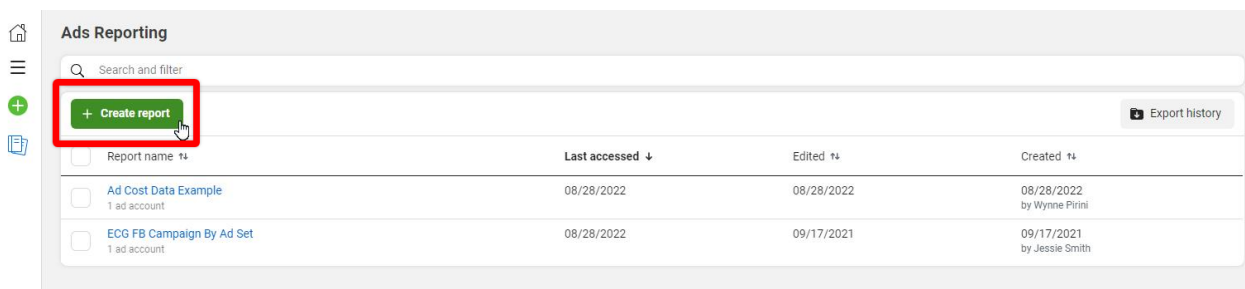 Ads Reporting
Search and filter
+ Create report
Export history
Report name Last accessed ↓ Edited Created
Ad Cost Data Example 08/28/2022 08/28/2022 08/28/2022
1 ad account by Wynne Pirini
ECG FB Campaign By Ad Set 08/28/2022 09/17/2021 09/17/2021
1 ad account by Jessie Smith